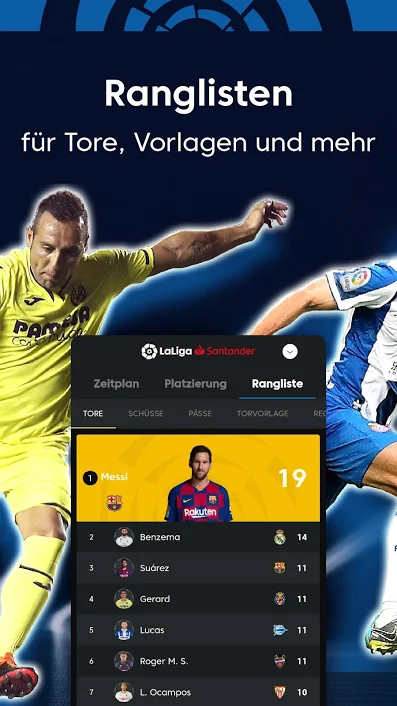 Ranglisten
für Tore, Vorlagen und mehr
LaLiga Santander
Zeitplan Platzierung Rangliste
TORE SCHÜSSE PÄSSE TORVORLAGE
1 Messi 19
Rakuten
2 Benzema 14
3 Suárez 11
4 Gerard 11
5 Lucas 11
6 Roger M. S. 11
7 L. Ocampos 10